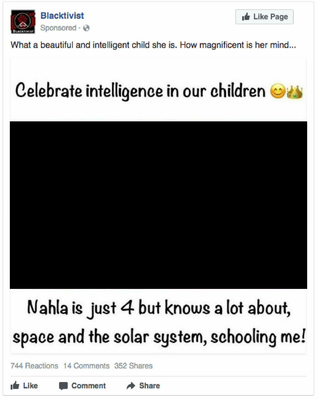 Blacktivist
Like Page
Sponsored ·
What a beautiful and intelligent child she is. How magnificent is her mind...
Celebrate intelligence in our children 😊👑
Nahla is just 4 but knows a lot about,
space and the solar system, schooling me!
744 Reactions 14 Comments 352 Shares
Like Comment Share